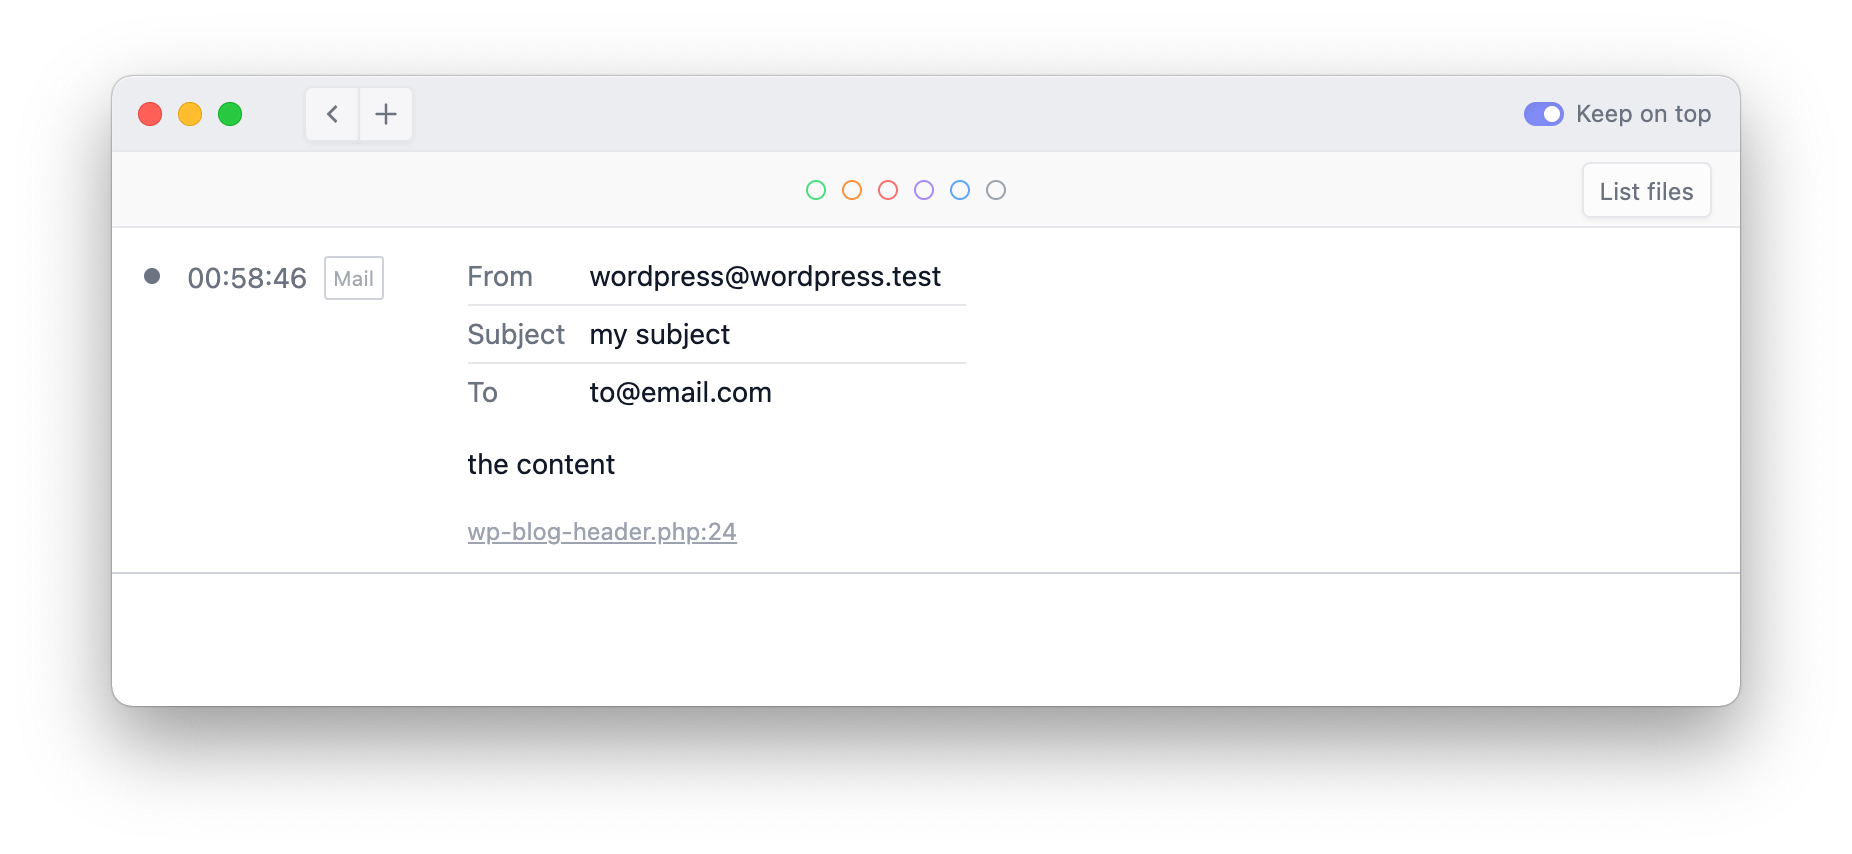 Keep on top
List files
00:58:46 Mail
From wordpress@wordpress.test
Subject my subject
To to@email.com
the content
wp-blog-header.php:24